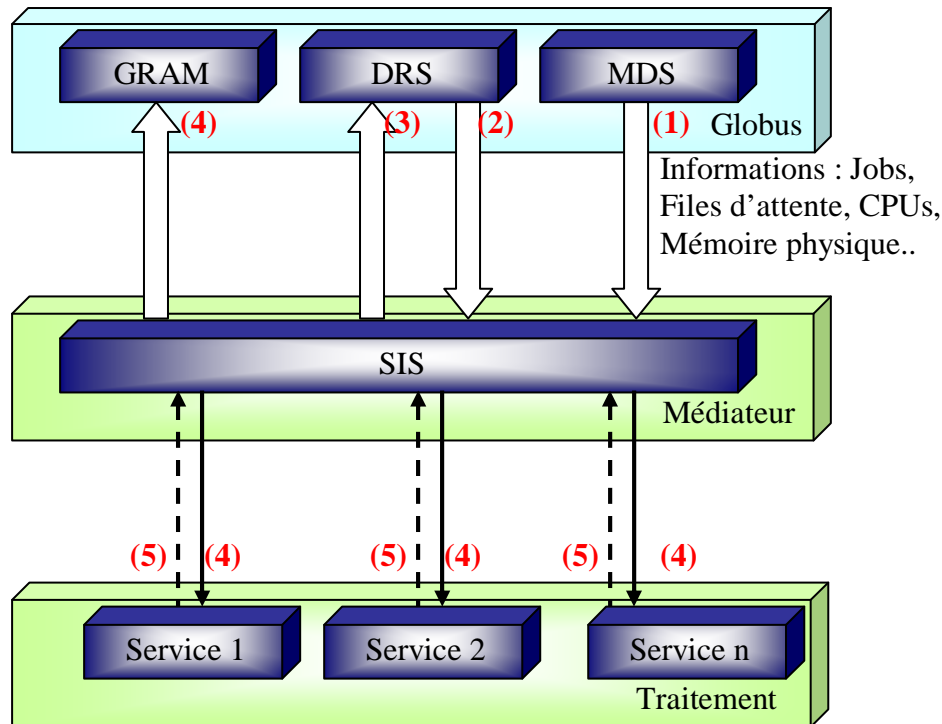 GRAM DRS MDS
(4) (3) (2) (1) Globus
Informations : Jobs,
Files d’attente, CPUs,
Mémoire physique..
SIS
Médiateur
(5) (4) (5) (4) (5) (4)
Service 1 Service 2 Service n
Traitement